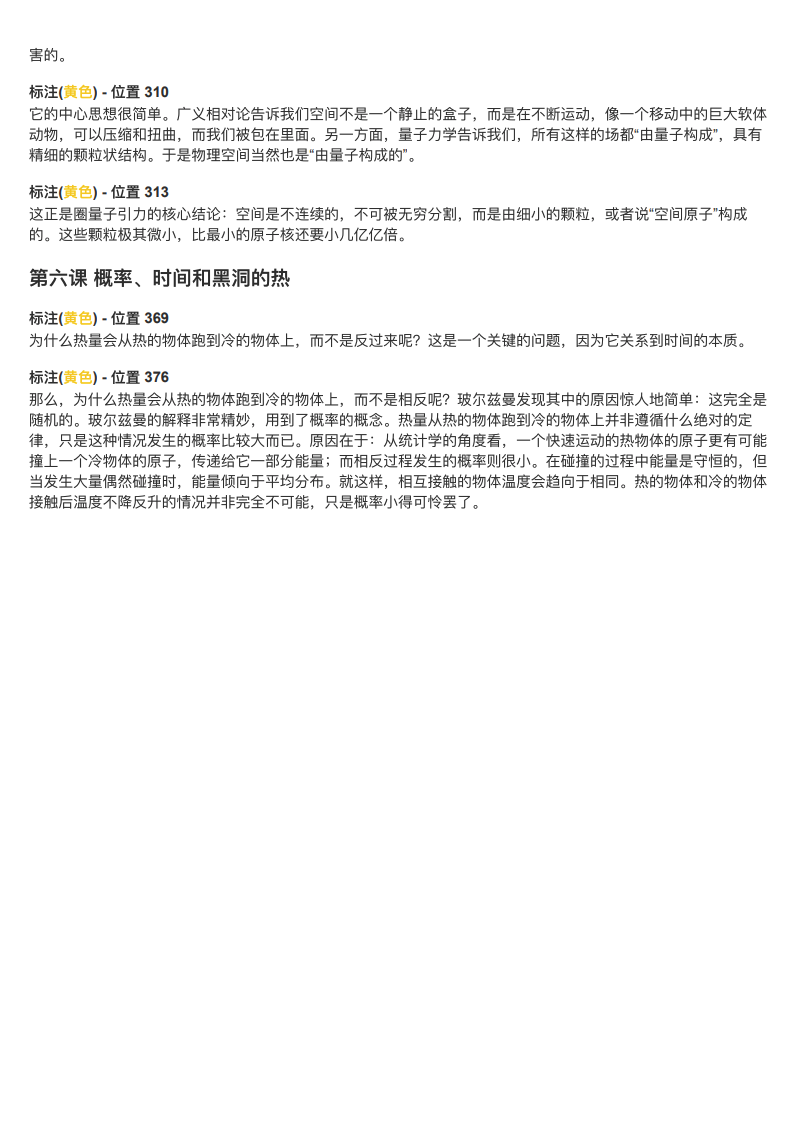 害的。
标注(黄色) - 位置 310
它的中心思想很简单。广义相对论告诉我们空间不是一个静止的盒子，而是在不断运动，像一个移动中的巨大软体
动物，可以压缩和扭曲，而我们被包在里面。另一方面，量子力学告诉我们，所有这样的场都“由量子构成”，具有
精细的颗粒状结构。于是物理空间当然也是“由量子构成的”。
标注(黄色) - 位置 313
这正是圈量子引力的核心结论：空间是不连续的，不可被无穷分割，而是由细小的颗粒，或者说“空间原子”构成
的。这些颗粒极其微小，比最小的原子核还要小几亿亿倍。
第六课 概率、时间和黑洞的热
标注(黄色) - 位置 369
为什么热量会从热的物体跑到冷的物体上，而不是反过来呢？这是一个关键的问题，因为它关系到时间的本质。
标注(黄色) - 位置 376
那么，为什么热量会从热的物体跑到冷的物体上，而不是相反呢？玻尔兹曼发现其中的原因惊人地简单：这完全是
随机的。玻尔兹曼的解释非常精妙，用到了概率的概念。热量从热的物体跑到冷的物体上并非遵循什么绝对的定
律，只是这种情况发生的概率比较大而已。原因在于：从统计学的角度看，一个快速运动的热物体的原子更有可能
撞上一个冷物体的原子，传递给它一部分能量；而相反过程发生的概率则很小。在碰撞的过程中能量是守恒的，但
当发生大量偶然碰撞时，能量倾向于平均分布。就这样，相互接触的物体温度会趋向于相同。热的物体和冷的物体
接触后温度不降反升的情况并非完全不可能，只是概率小得可怜罢了。